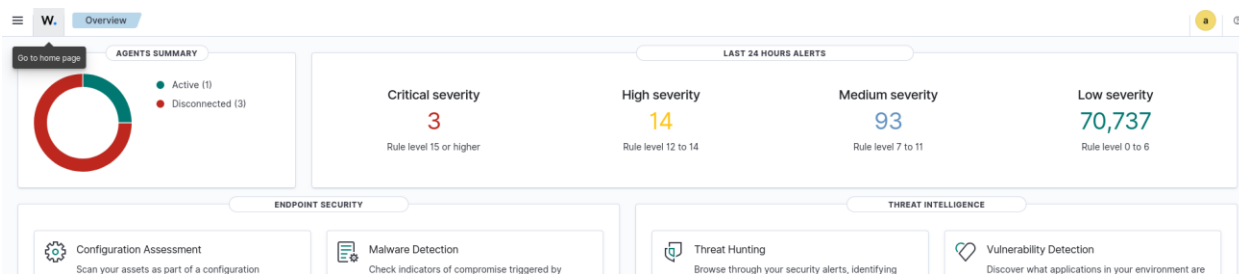 W. Overview a
Go to home page
AGENTS SUMMARY
Active (1)
Disconnected (3)
LAST 24 HOURS ALERTS
Critical severity
3
Rule level 15 or higher
High severity
14
Rule level 12 to 14
Medium severity
93
Rule level 7 to 11
Low severity
70,737
Rule level 0 to 6
ENDPOINT SECURITY
Configuration Assessment
Scan your assets as part of a configuration
Malware Detection
Check indicators of compromise triggered by
THREAT INTELLIGENCE
Threat Hunting
Browse through your security alerts, identifying
Vulnerability Detection
Discover what applications in your environment are